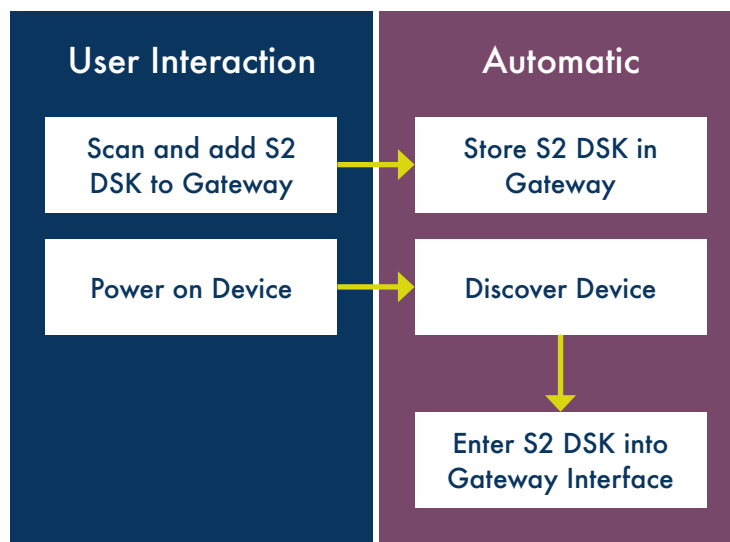 User Interaction
Automatic
Scan and add S2
DSK to Gateway
Store S2 DSK in
Gateway
Power on Device
Discover Device
Enter S2 DSK into
Gateway Interface